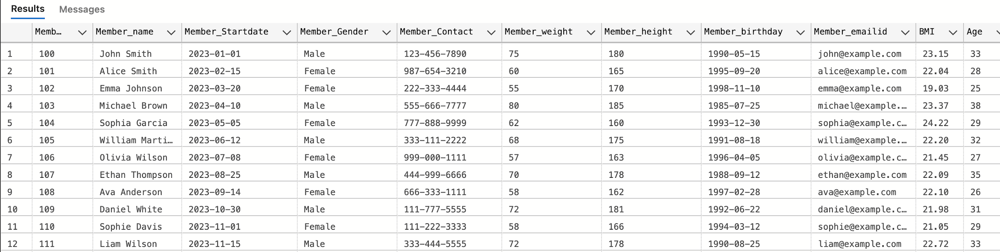 Results Messages
Memb… Member_name Member_Startdate Member_Gender Member_Contact Member_weight Member_height Member_birthday Member_emailid BMI Age
1 100 John Smith 2023-01-01 Male 123-456-7890 75 180 1990-05-15 john@example.com 23.15 33
2 101 Alice Smith 2023-02-15 Female 987-654-3210 60 165 1995-09-20 alice@example.com 22.04 28
3 102 Emma Johnson 2023-03-20 Female 222-333-4444 55 170 1998-11-10 emma@example.com 19.03 25
4 103 Michael Brown 2023-04-10 Male 555-666-7777 80 185 1985-07-25 michael@example.… 23.37 38
5 104 Sophia Garcia 2023-05-05 Female 777-888-9999 62 160 1993-12-30 sophia@example.c… 24.22 29
6 105 William Marti… 2023-06-12 Male 333-111-2222 68 175 1991-08-18 william@example.… 22.20 32
7 106 Olivia Wilson 2023-07-08 Female 999-000-1111 57 163 1996-04-05 olivia@example.c… 21.45 27
8 107 Ethan Thompson 2023-08-25 Male 444-999-6666 70 178 1988-09-12 ethan@example.com 22.09 35
9 108 Ava Anderson 2023-09-14 Female 666-333-1111 58 162 1997-02-28 ava@example.com 22.10 26
10 109 Daniel White 2023-10-30 Male 111-777-5555 72 181 1992-06-22 daniel@example.c… 21.98 31
11 110 Sophie Davis 2023-11-01 Female 111-222-3333 58 166 1994-03-12 sophie@example.c… 21.05 29
12 111 Liam Wilson 2023-11-15 Male 333-444-5555 72 178 1990-08-25 liam@example.com 22.72 33